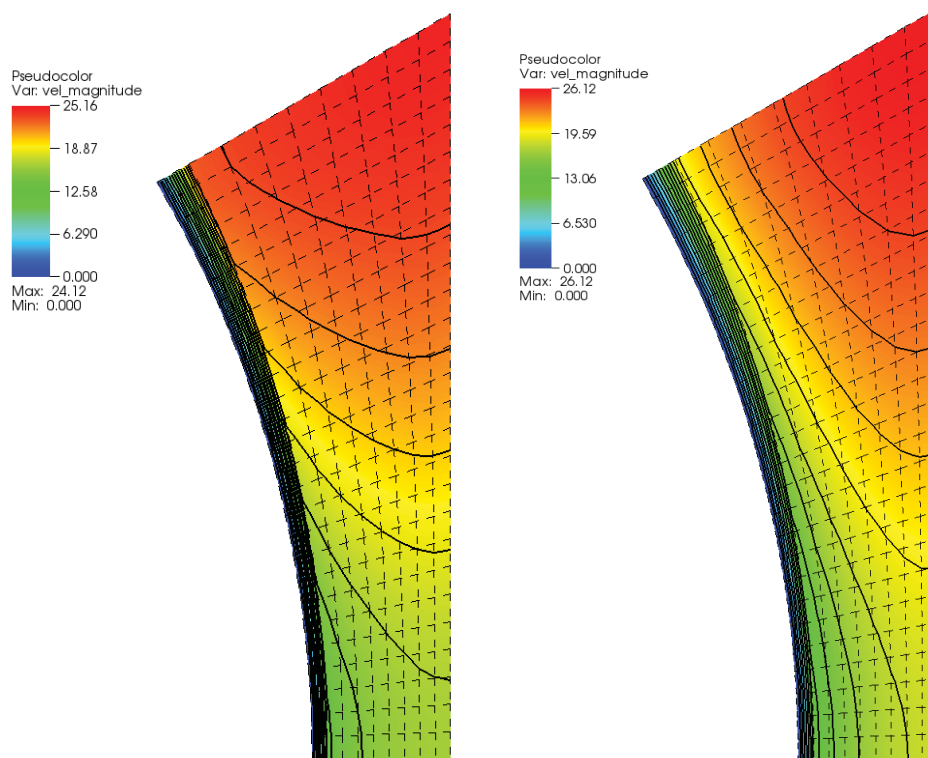 Pseudocolor
Var: vel_magnitude
25.16
18.87
12.58
6.290
0.000
Max: 24.12
Min: 0.000
Pseudocolor
Var: vel_magnitude
26.12
19.59
13.06
6.530
0.000
Max: 26.12
Min: 0.000